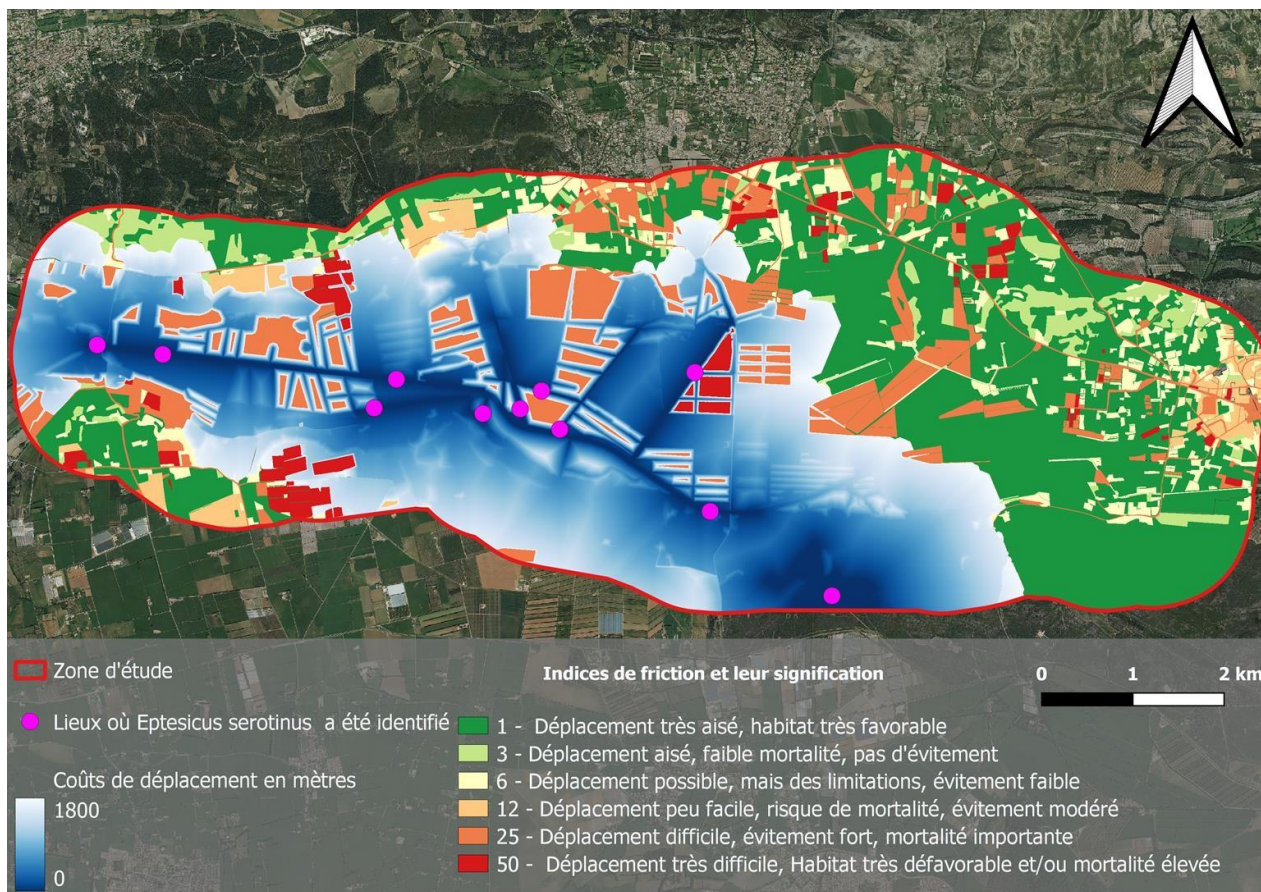 Zone d'étude
Lieux où Eptesicus serotinus a été identifié
Coûts de déplacement en mètres
1800
0
Indices de friction et leur signification
1 - Déplacement très aisé, habitat très favorable
3 - Déplacement aisé, faible mortalité, pas d'évitement
6 - Déplacement possible, mais des limitations, évitement faible
12 - Déplacement peu facile, risque de mortalité, évitement modéré
25 - Déplacement difficile, évitement fort, mortalité importante
50 - Déplacement très difficile, Habitat très défavorable et/ou mortalité élevée
0 1 2 km